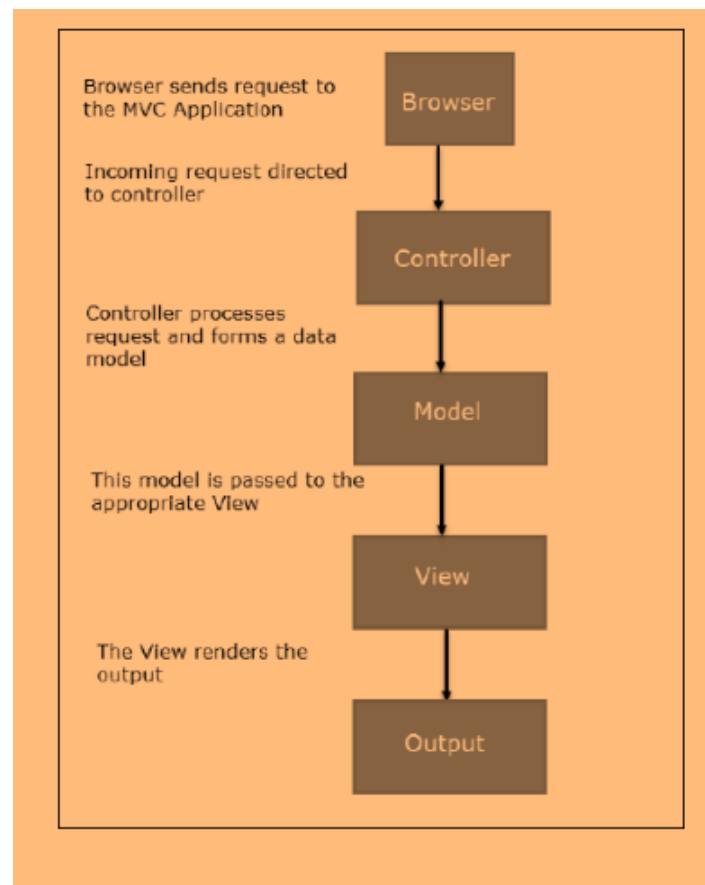 Browser sends request to
the MVC Application
Browser
Incoming request directed
to controller
Controller
Controller processes
request and forms a data
model
Model
This model is passed to the
appropriate View
View
The View renders the
output
Output